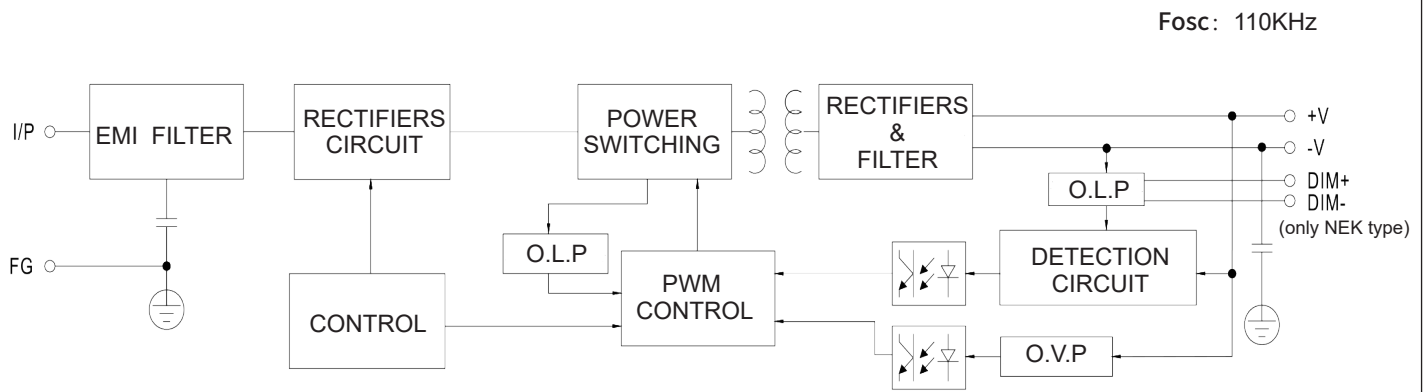 Fosc: 110KHz
I/P
EMI FILTER
RECTIFIERS
CIRCUIT
POWER
SWITCHING
RECTIFIERS
&
FILTER
+V
-V
O.L.P
DIM+
DIM-
(only NEK type)
FG
O.L.P
DETECTION
CIRCUIT
PWM
CONTROL
CONTROL
O.V.P